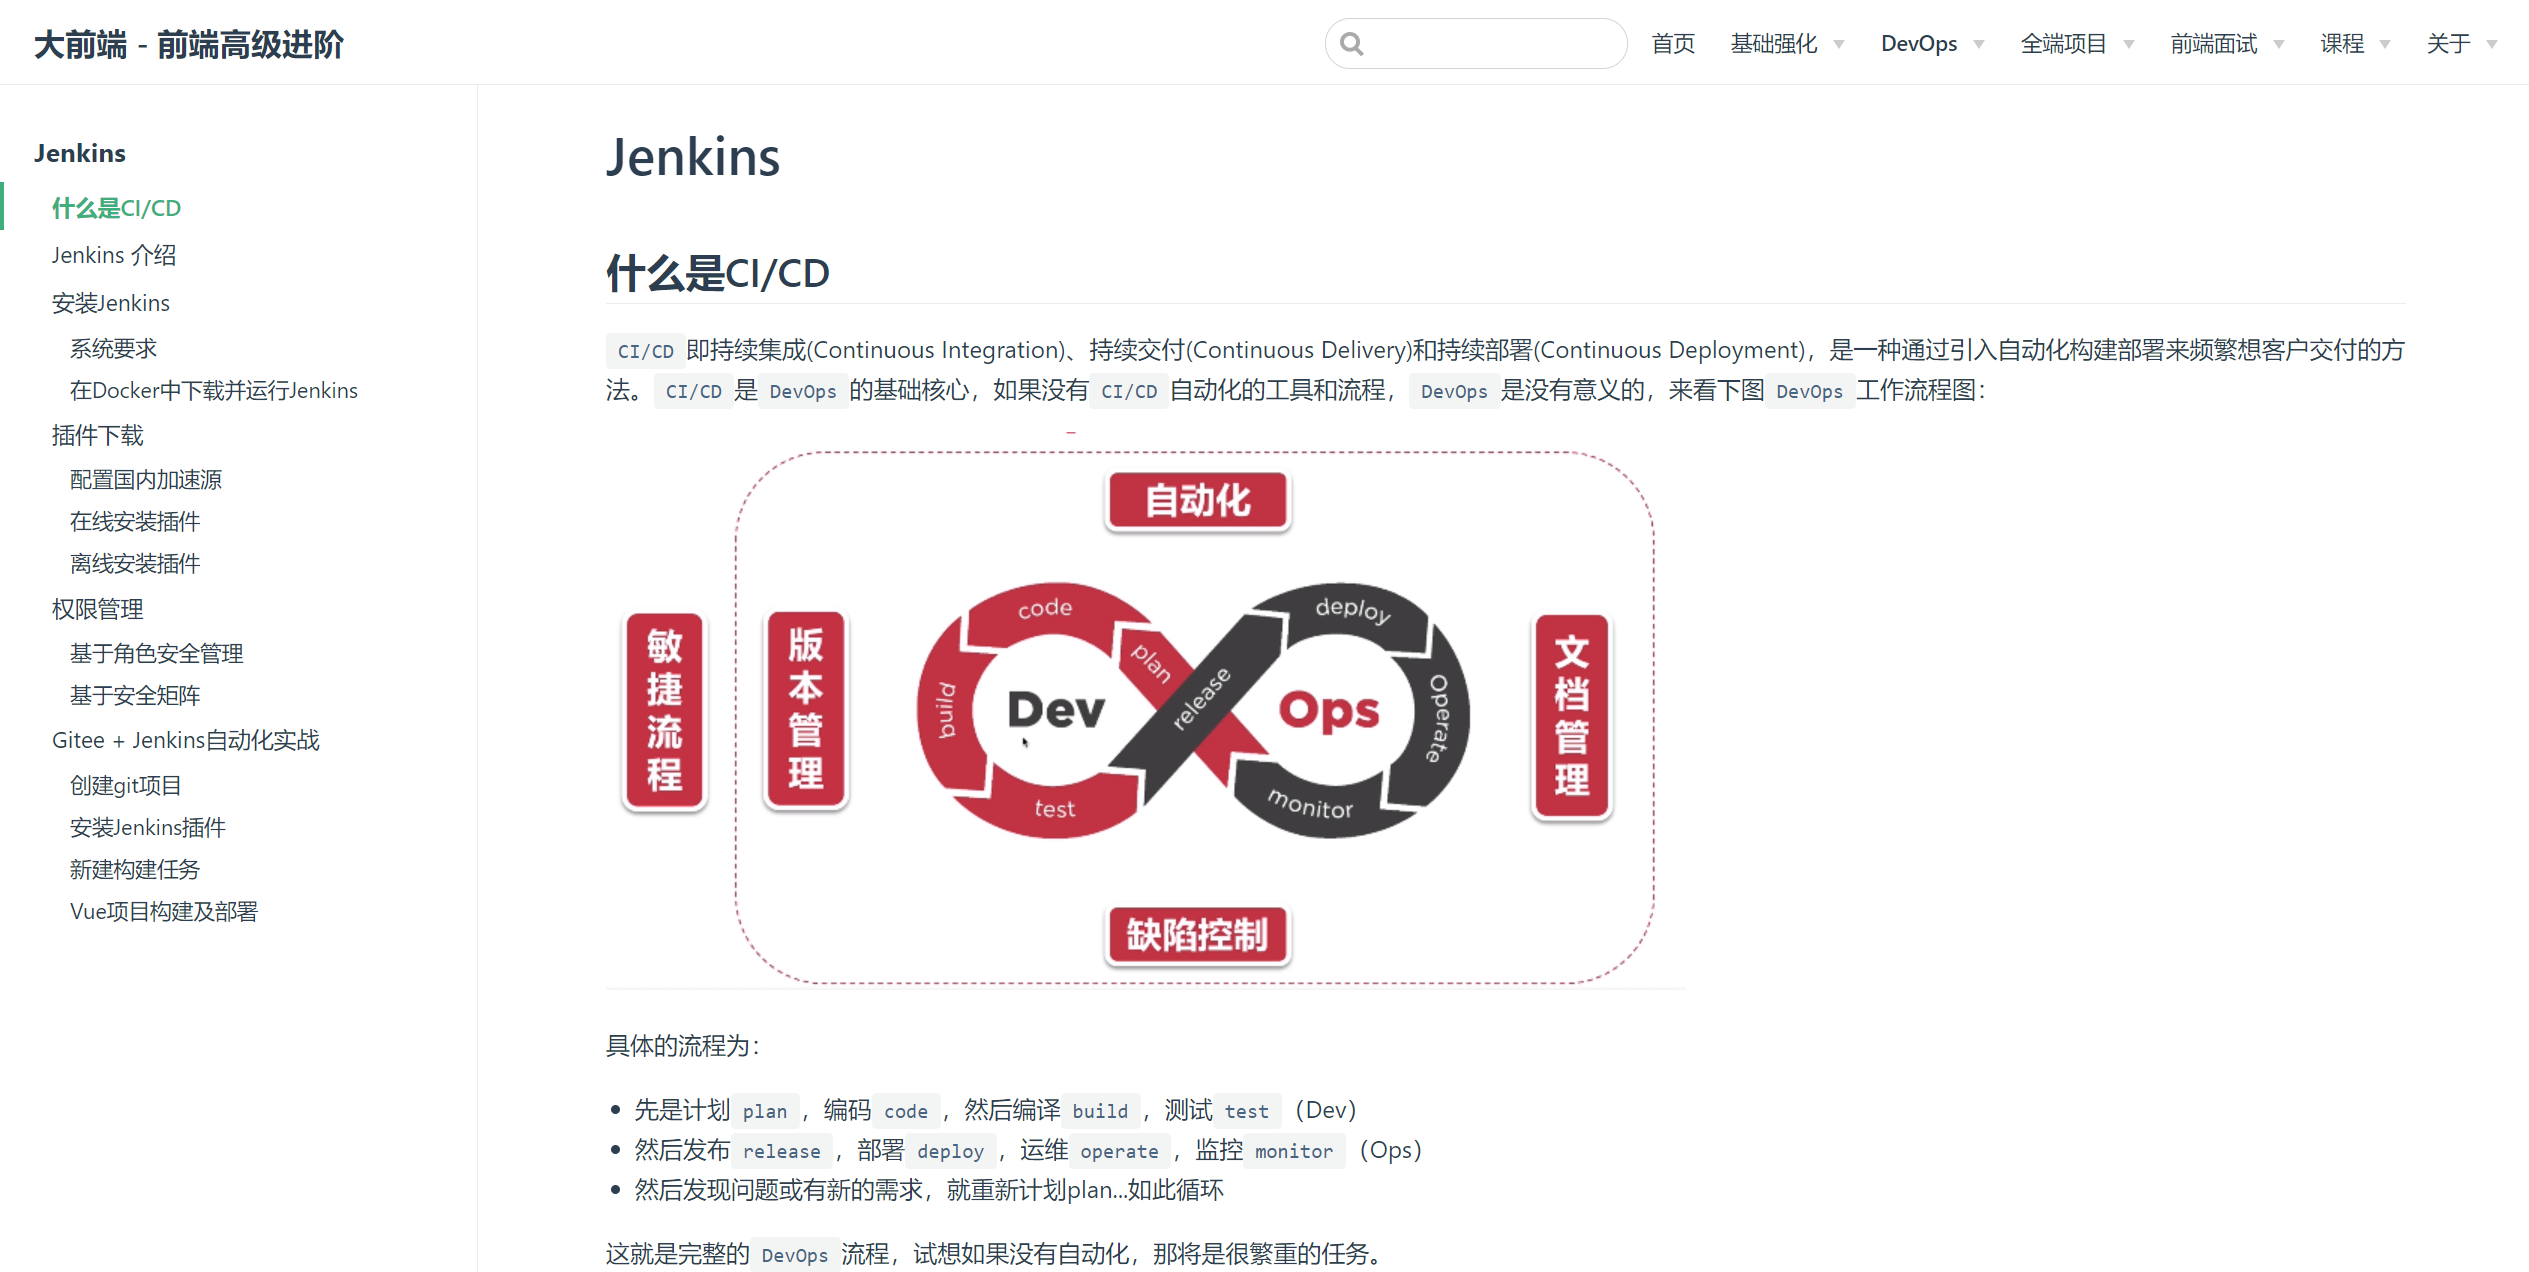 大前端 - 前端高级进阶
首页 基础强化 DevOps 全端项目 前端面试 课程 关于
Jenkins
什么是CI/CD
Jenkins 介绍
安装Jenkins
系统要求
在Docker中下载并运行Jenkins
插件下载
配置国内加速源
在线安装插件
离线安装插件
权限管理
基于角色安全管理
基于安全矩阵
Gitee + Jenkins自动化实战
创建git项目
安装Jenkins插件
新建构建任务
Vue项目构建及部署
Jenkins
什么是CI/CD
CI/CD 即持续集成(Continuous Integration)、持续交付(Continuous Delivery)和持续部署(Continuous Deployment)，是一种通过引入自动化构建部署来频繁想客户交付的方
法。 CI/CD 是 DevOps 的基础核心，如果没有 CI/CD 自动化的工具和流程， DevOps 是没有意义的，来看下图 DevOps 工作流程图：
自动化
敏捷流程
版本管理
code
plan
build
Dev
test
release
deploy
Ops
Operate
monitor
文档管理
缺陷控制
具体的流程为：
先是计划 plan ，编码 code ，然后编译 build ，测试 test （Dev）
然后发布 release ，部署 deploy ，运维 operate ，监控 monitor （Ops）
然后发现问题或有新的需求，就重新计划plan...如此循环
这就是完整的 DevOps 流程，试想如果没有自动化，那将是很繁重的任务。